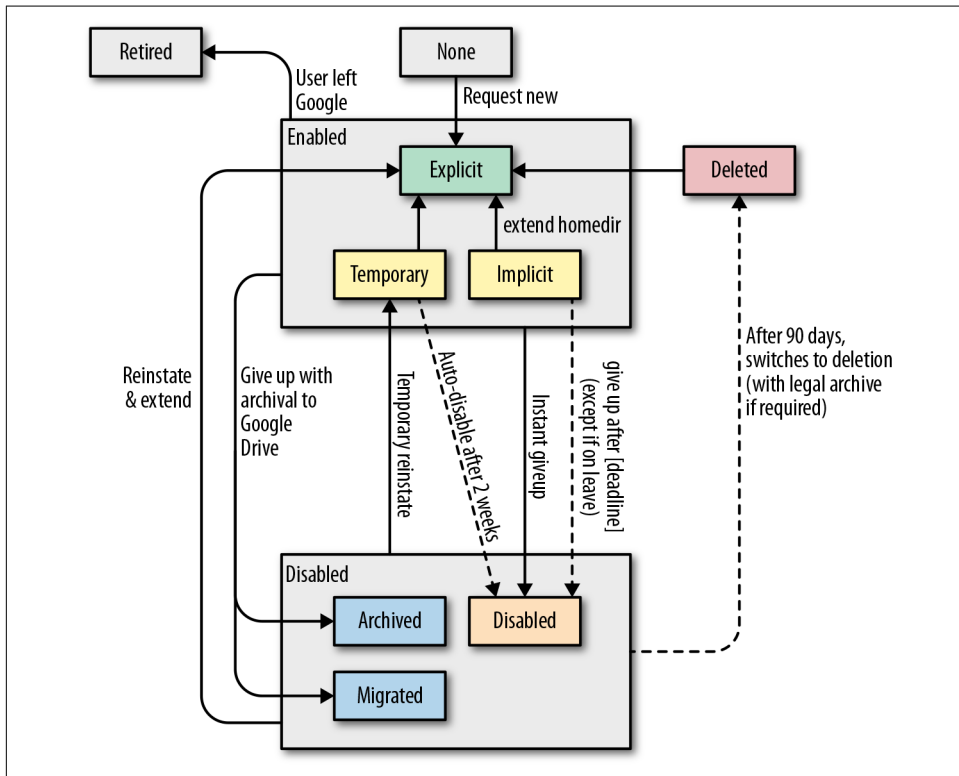 Retired
None
User left
Google
Request new
Enabled
Explicit
Deleted
extend homedir
Temporary
Implicit
Reinstate
& extend
Give up with
archival to
Google
Drive
Temporary reinstate
Auto-disable after 2 weeks
Instant giveup
give up after [deadline]
(except if on leave)
After 90 days,
switches to deletion
(with legal archive
if required)
Disabled
Archived
Disabled
Migrated